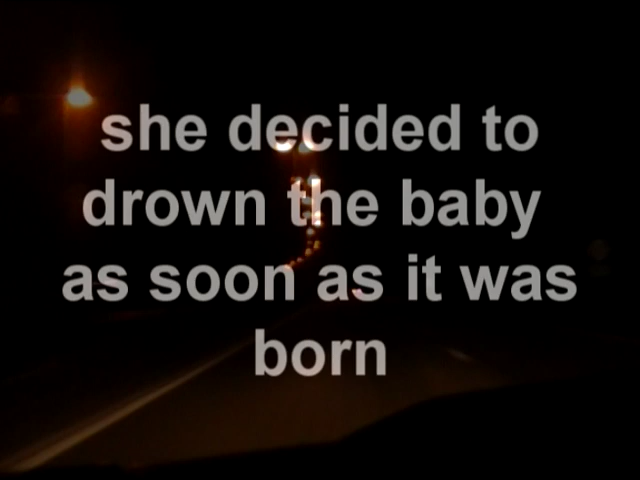 she decided to
drown the baby
as soon as it was
born